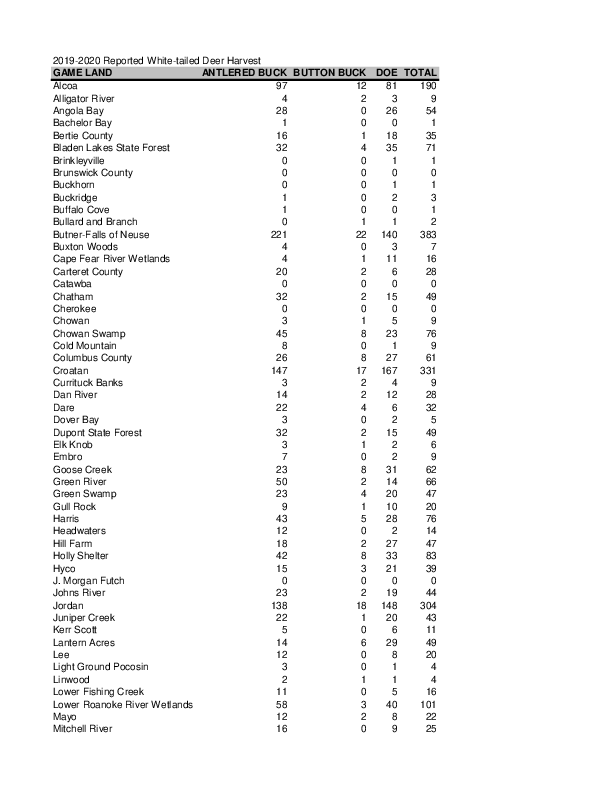 2019-2020 Reported White-tailed Deer Harvest
GAME LAND ANTLERED BUCK BUTTON BUCK DOE TOTAL
Alcoa 97 12 81 190
Alligator River 4 2 3 9
Angola Bay 28 0 26 54
Bachelor Bay 1 0 0 1
Bertie County 16 1 18 35
Bladen Lakes State Forest 32 4 35 71
Brinkleyville 0 0 1 1
Brunswick County 0 0 0 0
Buckhorn 0 0 1 1
Buckridge 1 0 2 3
Buffalo Cove 1 0 0 1
Bullard and Branch 0 1 1 2
Butner-Falls of Neuse 221 22 140 383
Buxton Woods 4 0 3 7
Cape Fear River Wetlands 4 1 11 16
Carteret County 20 2 6 28
Catawba 0 0 0 0
Chatham 32 2 15 49
Cherokee 0 0 0 0
Chowan 3 1 5 9
Chowan Swamp 45 8 23 76
Cold Mountain 8 0 1 9
Columbus County 26 8 27 61
Croatan 147 17 167 331
Currituck Banks 3 2 4 9
Dan River 14 2 12 28
Dare 22 4 6 32
Dover Bay 3 0 2 5
Dupont State Forest 32 2 15 49
Elk Knob 3 1 2 6
Embro 7 0 2 9
Goose Creek 23 8 31 62
Green River 50 2 14 66
Green Swamp 23 4 20 47
Gull Rock 9 1 10 20
Harris 43 5 28 76
Headwaters 12 0 2 14
Hill Farm 18 2 27 47
Holly Shelter 42 8 33 83
Hyco 15 3 21 39
J. Morgan Futch 0 0 0 0
Johns River 23 2 19 44
Jordan 138 18 148 304
Juniper Creek 22 1 20 43
Kerr Scott 5 0 6 11
Lantern Acres 14 6 29 49
Lee 12 0 8 20
Light Ground Pocosin 3 0 1 4
Linwood 2 1 1 4
Lower Fishing Creek 11 0 5 16
Lower Roanoke River Wetlands 58 3 40 101
Mayo 12 2 8 22
Mitchell River 16 0 9 25